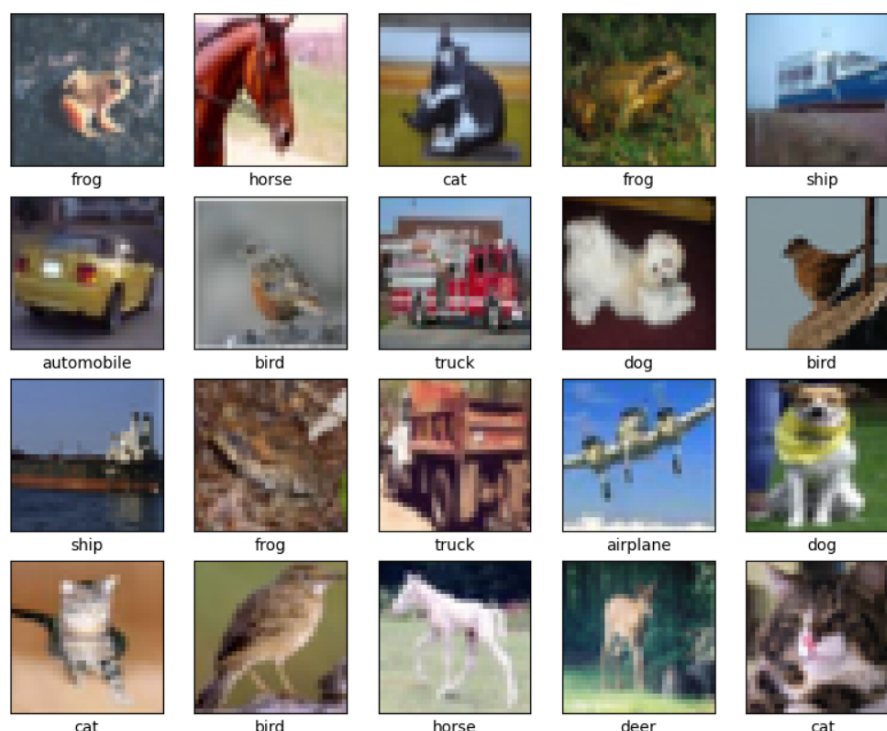 frog horse cat frog ship
automobile bird truck dog bird
ship frog truck airplane dog
cat bird horse deer cat